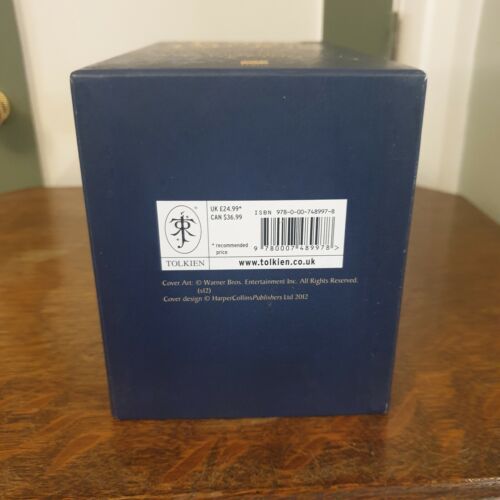 UK £24.99*
CAN $36.99
* recommended
price
TOLKIEN
ISBN 978-0-00-748997-8
9 780007 489978 >
www.tolkien.co.uk
Cover Art: © Warner Bros. Entertainment Inc. All Rights Reserved.
(s12)
Cover design © HarperCollinsPublishers Ltd 2012